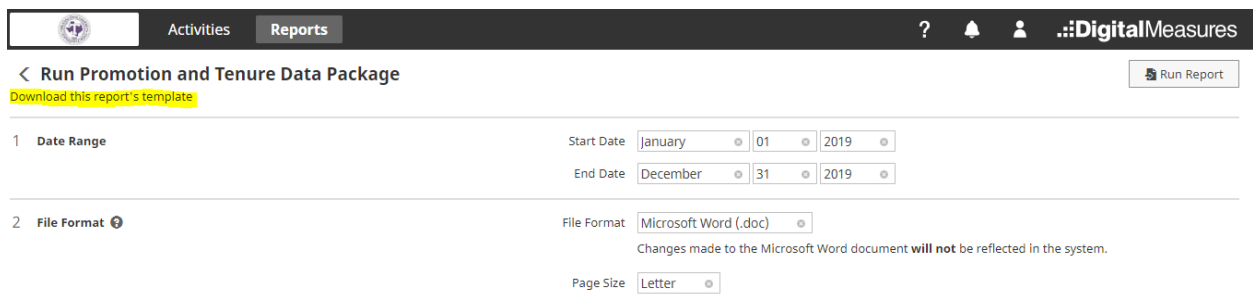 Activities Reports ? .::DigitalMeasures
< Run Promotion and Tenure Data Package Run Report
Download this report's template
1 Date Range Start Date January 01 2019
End Date December 31 2019
2 File Format ? File Format Microsoft Word (.doc)
Changes made to the Microsoft Word document will not be reflected in the system.
Page Size Letter